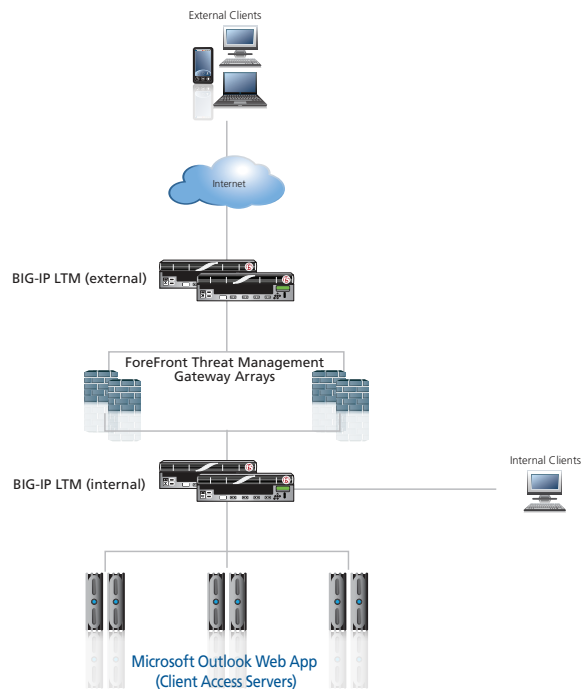 External Clients
Internet
BIG-IP LTM (external)
ForeFront Threat Management
Gateway Arrays
Internal Clients
BIG-IP LTM (internal)
Microsoft Outlook Web App
(Client Access Servers)